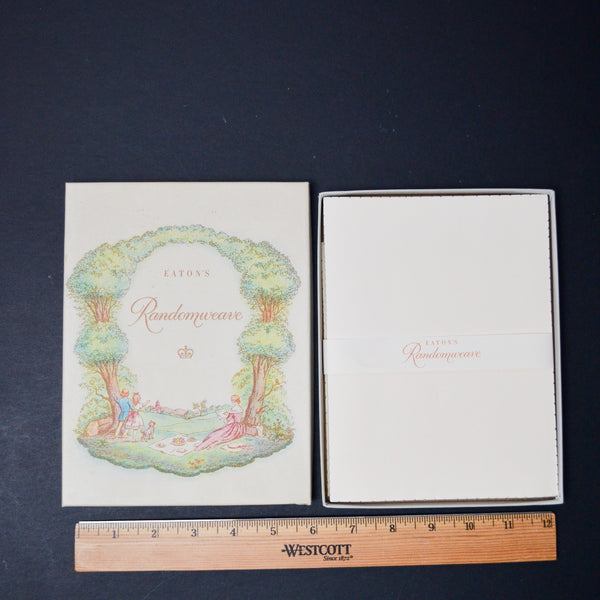 EATON'S
Randomweave
EATON'S
Randomweave
1 2 3 4 5 6 7 8 9 10 11 12
WESTCOTT
Since 1872®